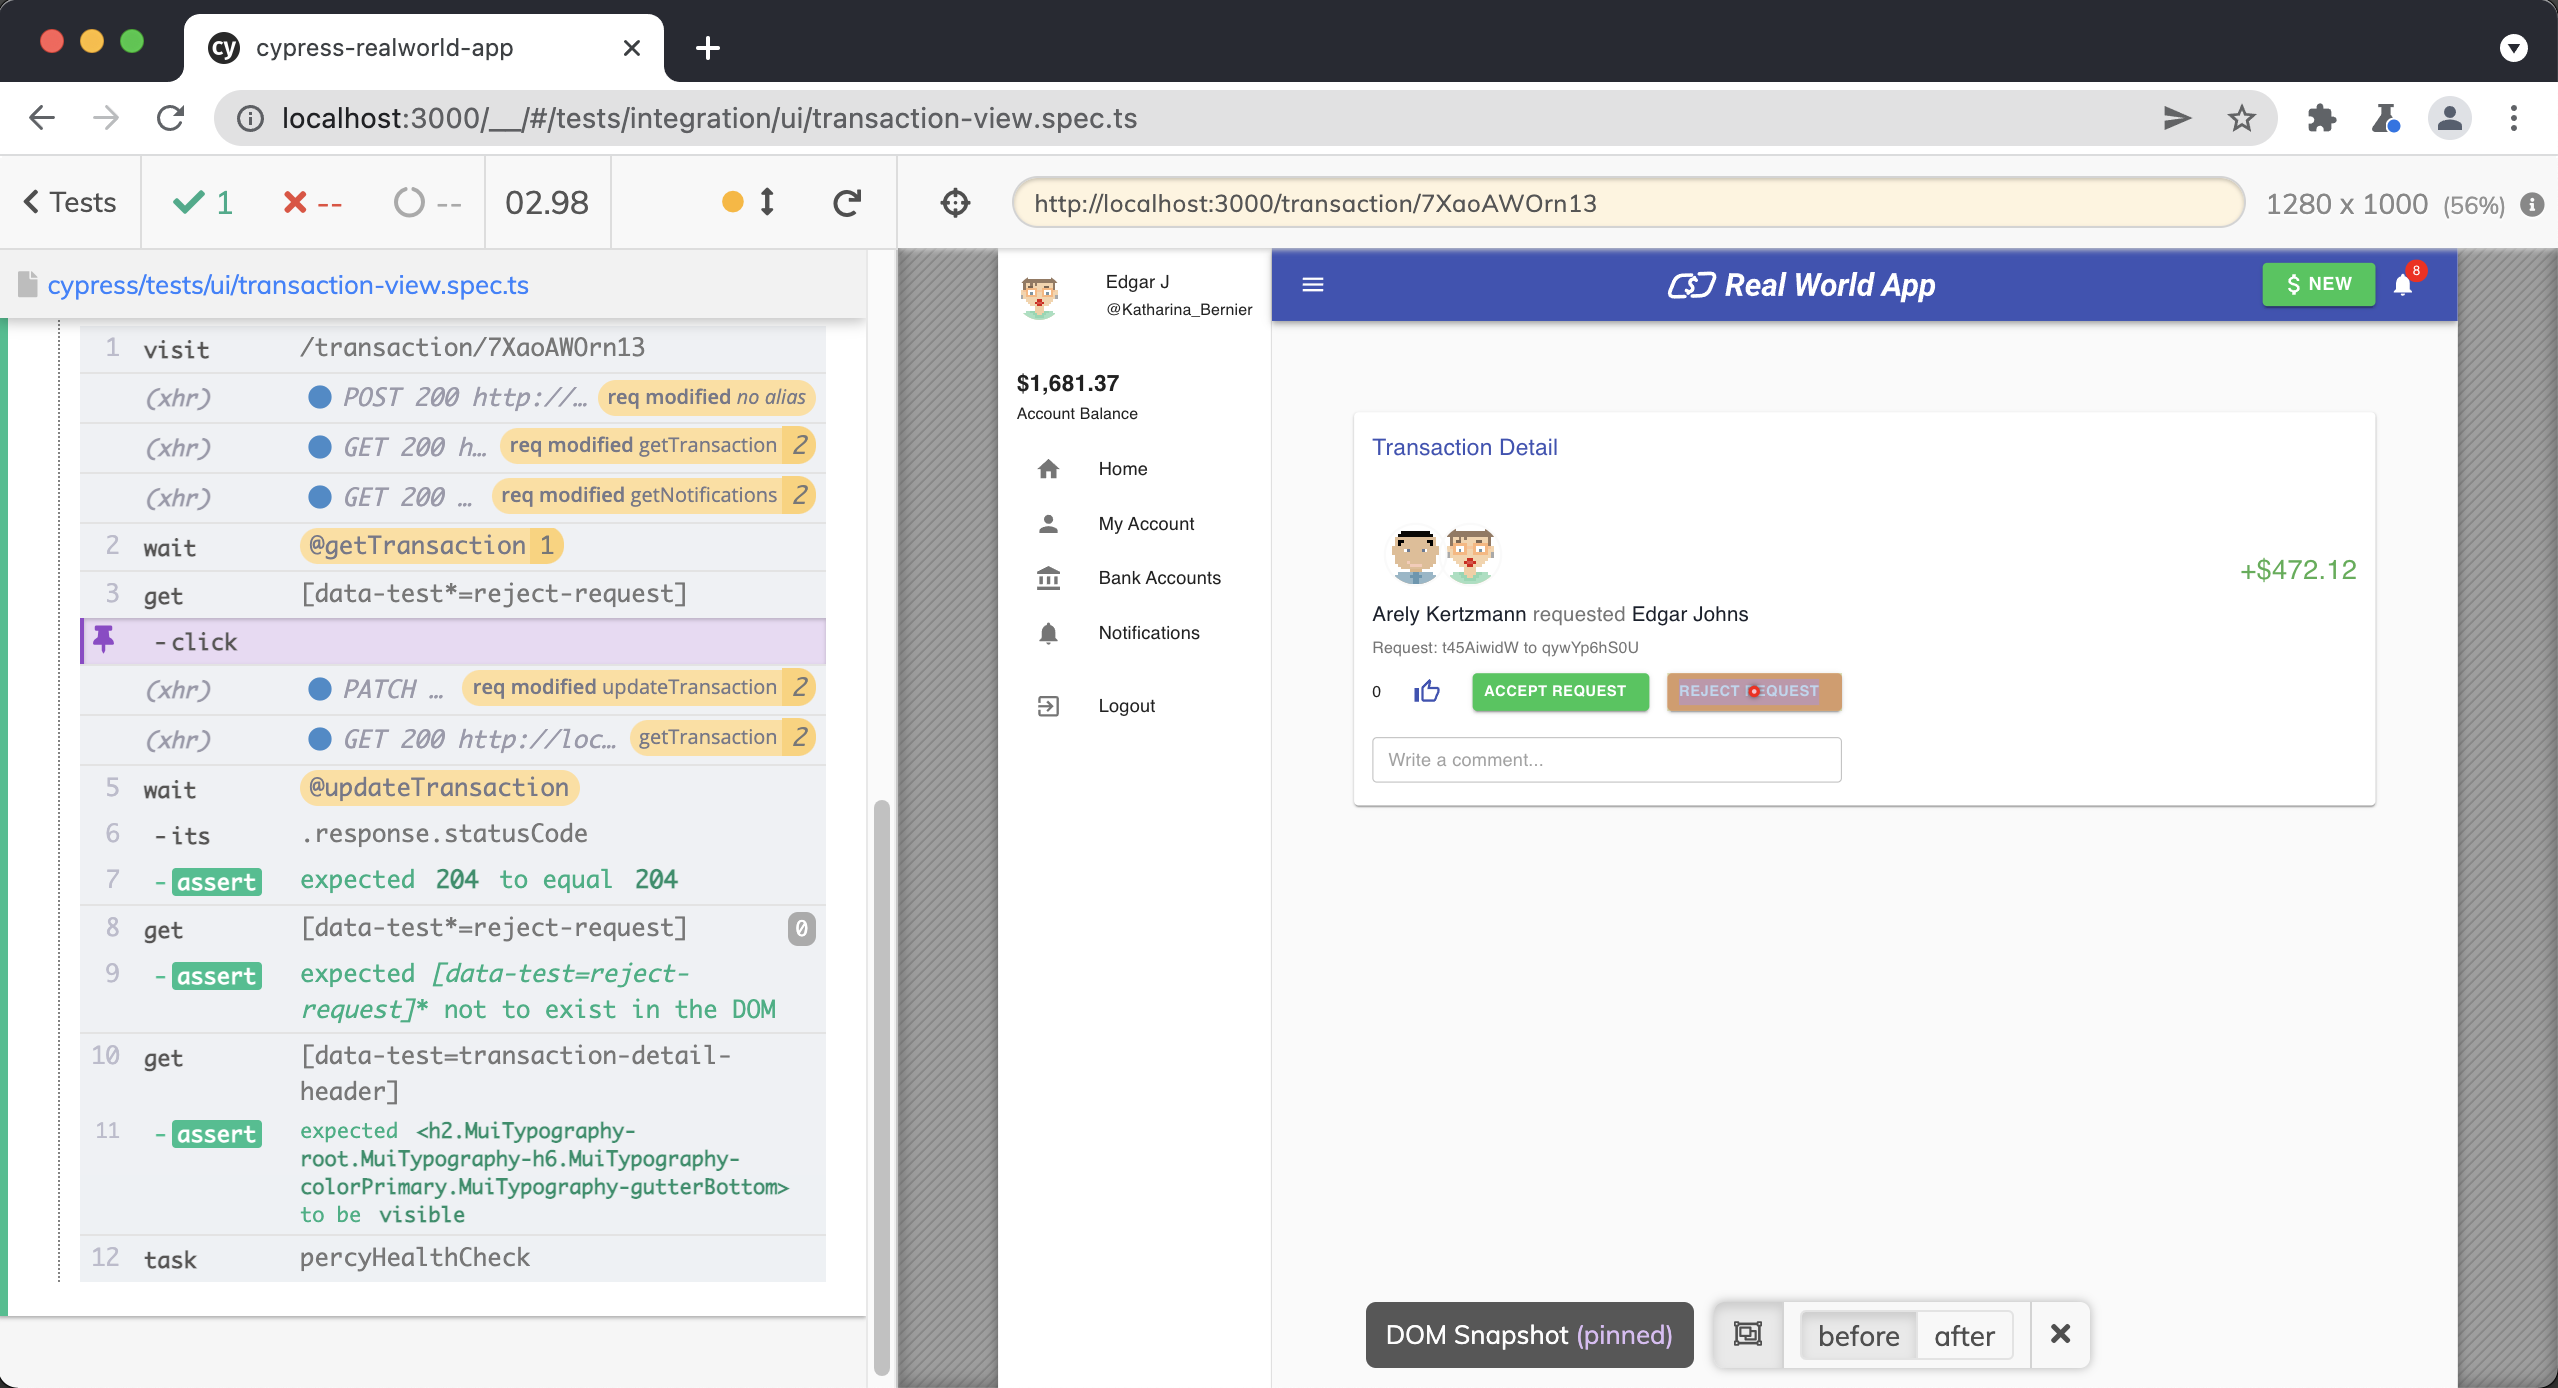 cy cypress-realworld-app
localhost:3000/__/#/tests/integration/ui/transaction-view.spec.ts
Tests
1
--
--
02.98
http://localhost:3000/transaction/7XaoAWOrn13
1280 x 1000 (56%)
cypress/tests/ui/transaction-view.spec.ts
1 visit /transaction/7XaoAWOrn13
(xhr) POST 200 http://… req modified no alias
(xhr) GET 200 h… req modified getTransaction 2
(xhr) GET 200 … req modified getNotifications 2
2 wait @getTransaction 1
3 get [data-test*=reject-request]
- click
(xhr) PATCH … req modified updateTransaction 2
(xhr) GET 200 http://loc… getTransaction 2
5 wait @updateTransaction
6 - its .response.statusCode
7 - assert expected 204 to equal 204
8 get [data-test*=reject-request] 0
9 - assert expected [data-test=reject-
request]* not to exist in the DOM
10 get [data-test=transaction-detail-
header]
11 - assert expected <h2.MuiTypography-
root.MuiTypography-h6.MuiTypography-
colorPrimary.MuiTypography-gutterBottom>
to be visible
12 task percyHealthCheck
Edgar J
@Katharina_Bernier
$1,681.37
Account Balance
Home
My Account
Bank Accounts
Notifications
Logout
Real World App
$ NEW
8
Transaction Detail
+$472.12
Arely Kertzmann requested Edgar Johns
Request: t45AiwidW to qywYp6hS0U
0
ACCEPT REQUEST
REJECT REQUEST
Write a comment...
DOM Snapshot (pinned)
before
after